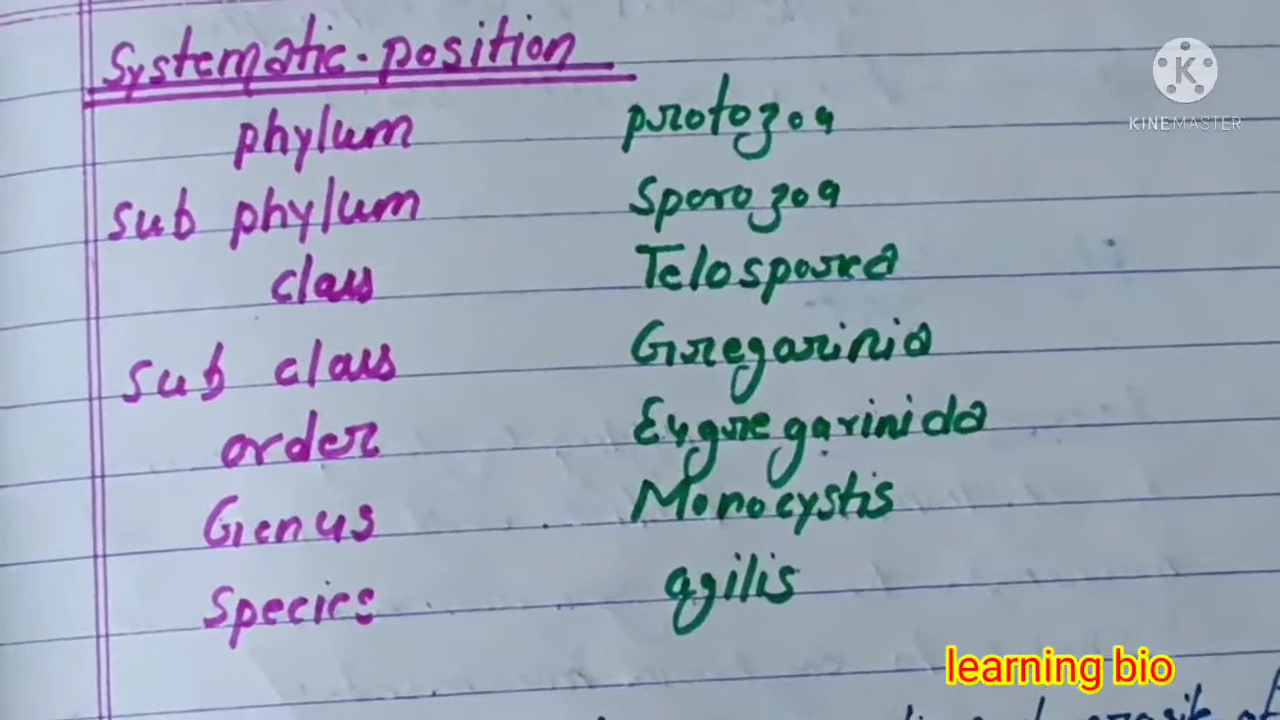 Systematic-position
phylum protozoa
sub phylum Sporozoa
class Telosporea
sub class Gregarinia
order Eugregarinida
Genus Monocystis
Species agilis
KINEMASTER
learning bio
of